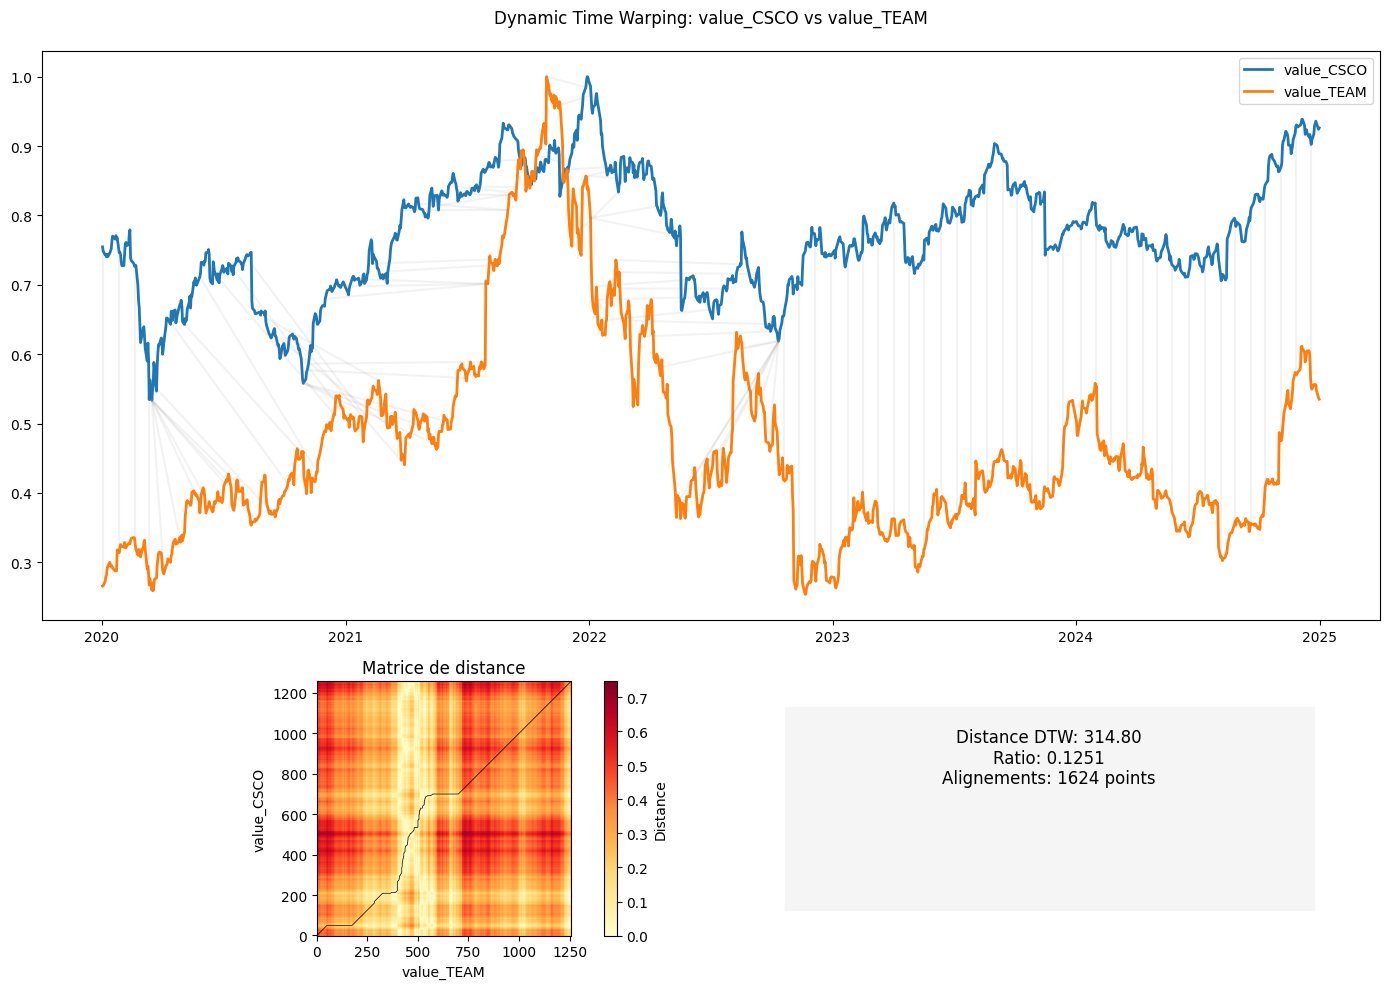 Dynamic Time Warping: value_CSCO vs value_TEAM
value_CSCO
value_TEAM
1.0
0.9
0.8
0.7
0.6
0.5
0.4
0.3
2020 2021 2022 2023 2024 2025
Matrice de distance
1200
1000
800
600
400
200
0
value_CSCO
0 250 500 750 1000 1250
value_TEAM
0.7
0.6
0.5
0.4
0.3
0.2
0.1
0.0
Distance
Distance DTW: 314.80
Ratio: 0.1251
Alignements: 1624 points